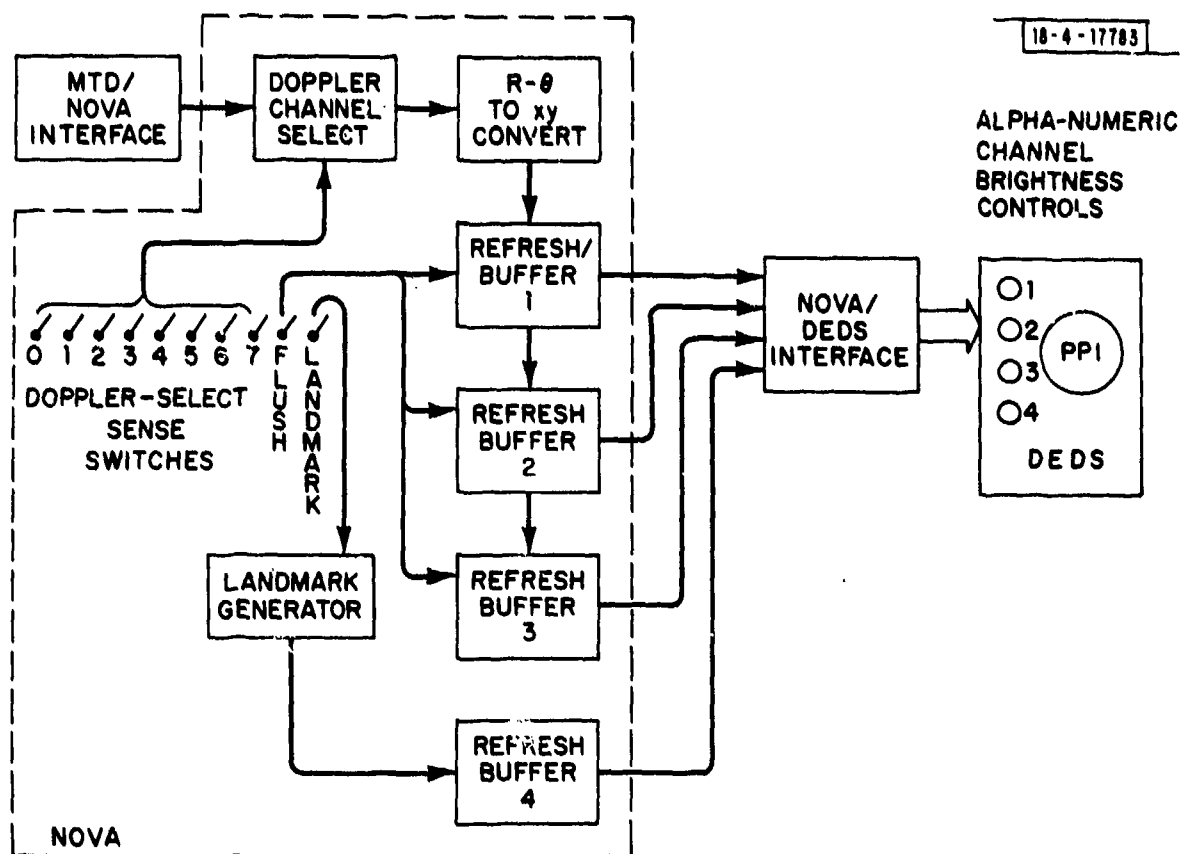 18-4-17783
MTD/
NOVA
INTERFACE
DOPPLER
CHANNEL
SELECT
R-θ
TO xy
CONVERT
ALPHA-NUMERIC
CHANNEL
BRIGHTNESS
CONTROLS
REFRESH/
BUFFER
1
NOVA/
DEDS
INTERFACE
1
2
3
4
PPI
DEDS
0 1 2 3 4 5 6 7
FLUSH
LANDMARK
DOPPLER-SELECT
SENSE
SWITCHES
REFRESH
BUFFER
2
LANDMARK
GENERATOR
REFRESH
BUFFER
3
REFRESH
BUFFER
4
NOVA